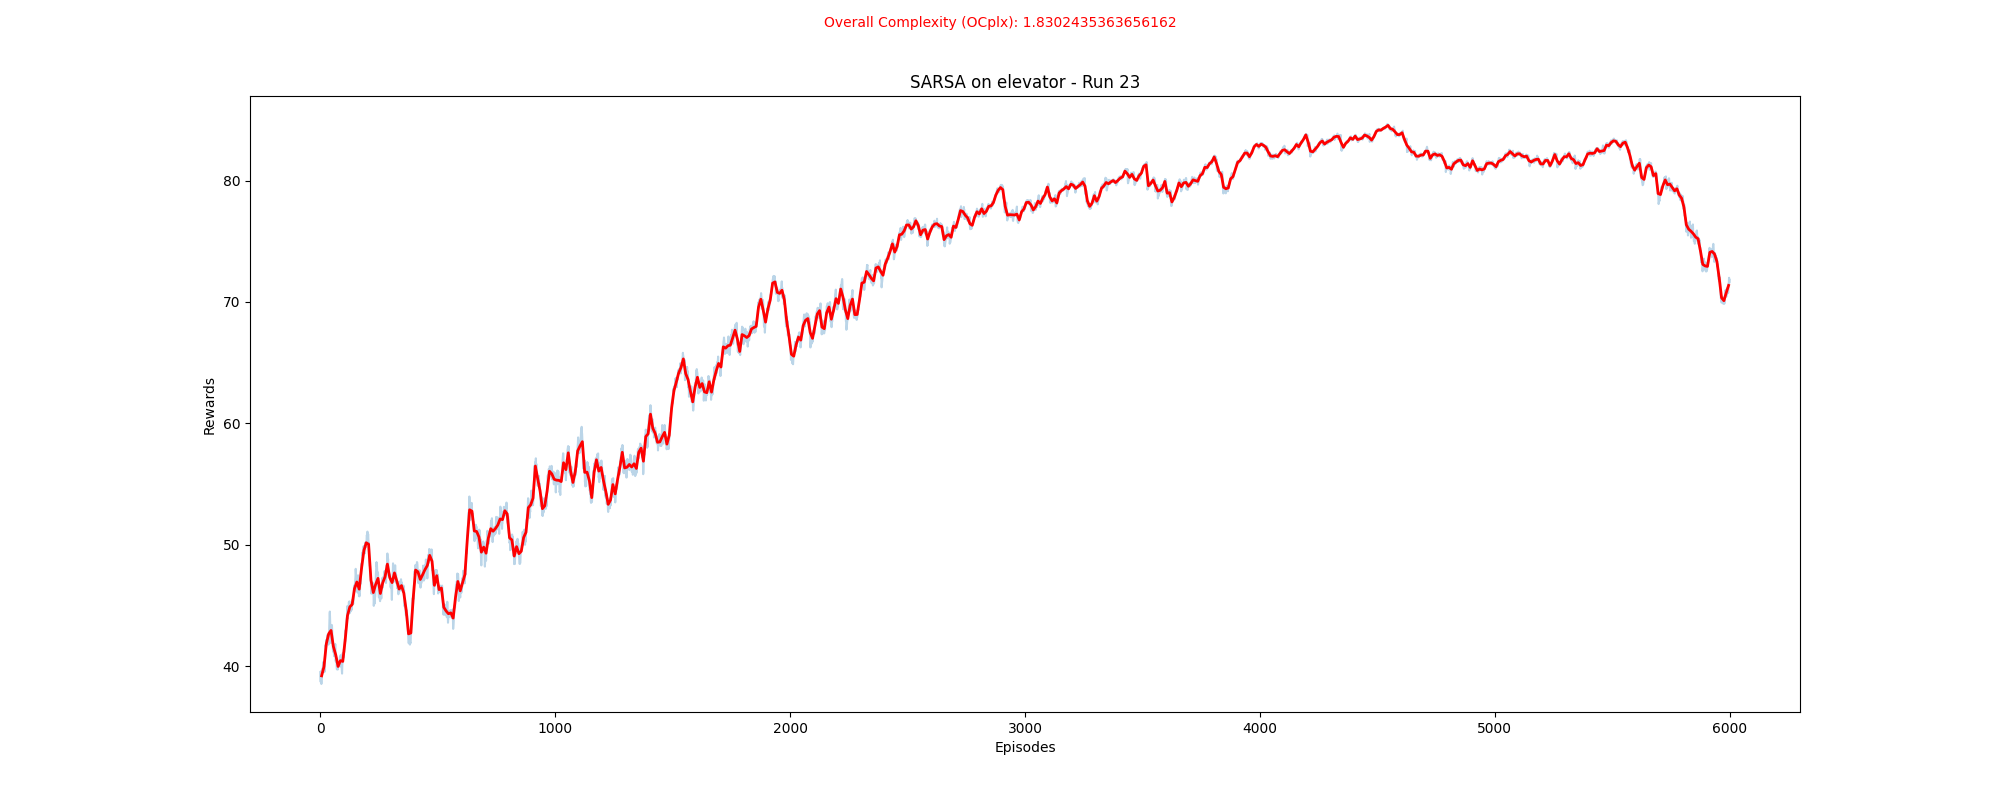 Overall Complexity (OCplx): 1.8302435363656162
SARSA on elevator - Run 23
Rewards
80
70
60
50
40
0 1000 2000 3000 4000 5000 6000
Episodes